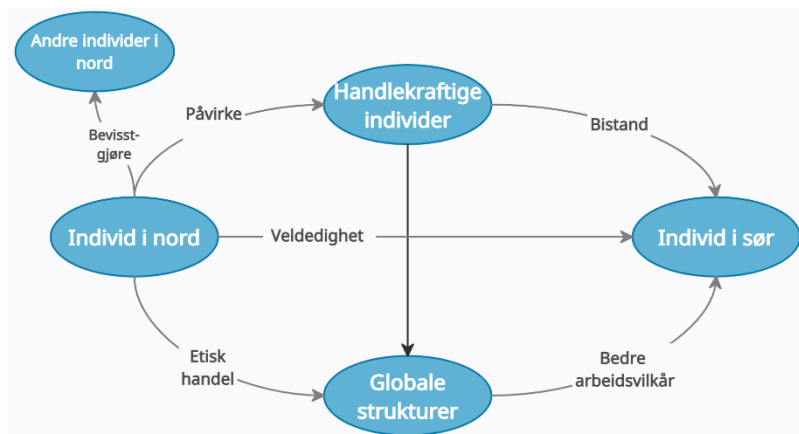 Andre individer i
nord
Bevisst-
gjøre
Påvirke
Handlekraftige
individer
Bistand
Individ i nord
Veldedighet
Individ i sør
Etisk
handel
Globale
strukturer
Bedre
arbeidsvilkår